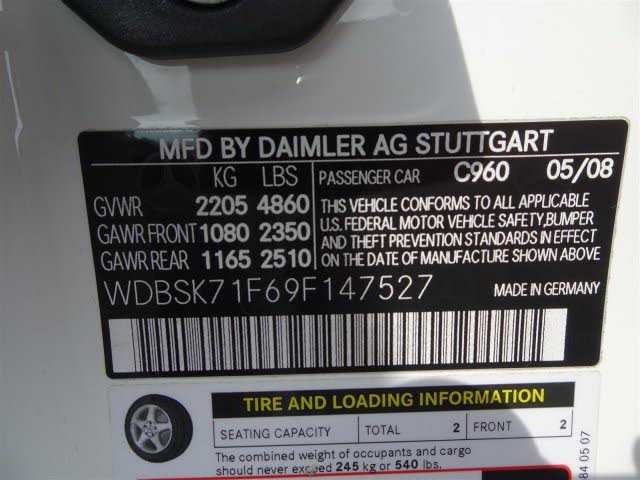 MFD BY DAIMLER AG STUTTGART
KG LBS
GVWR 2205 4860
GAWR FRONT 1080 2350
GAWR REAR 1165 2510
PASSENGER CAR C960 05/08
THIS VEHICLE CONFORMS TO ALL APPLICABLE
U.S. FEDERAL MOTOR VEHICLE SAFETY, BUMPER
AND THEFT PREVENTION STANDARDS IN EFFECT
ON THE DATE OF MANUFACTURE SHOWN ABOVE
WDBSK71F69F147527 MADE IN GERMANY
TIRE AND LOADING INFORMATION
SEATING CAPACITY TOTAL 2 FRONT 2
The combined weight of occupants and cargo
should never exceed 245 kg or 540 lbs.
84 05 07